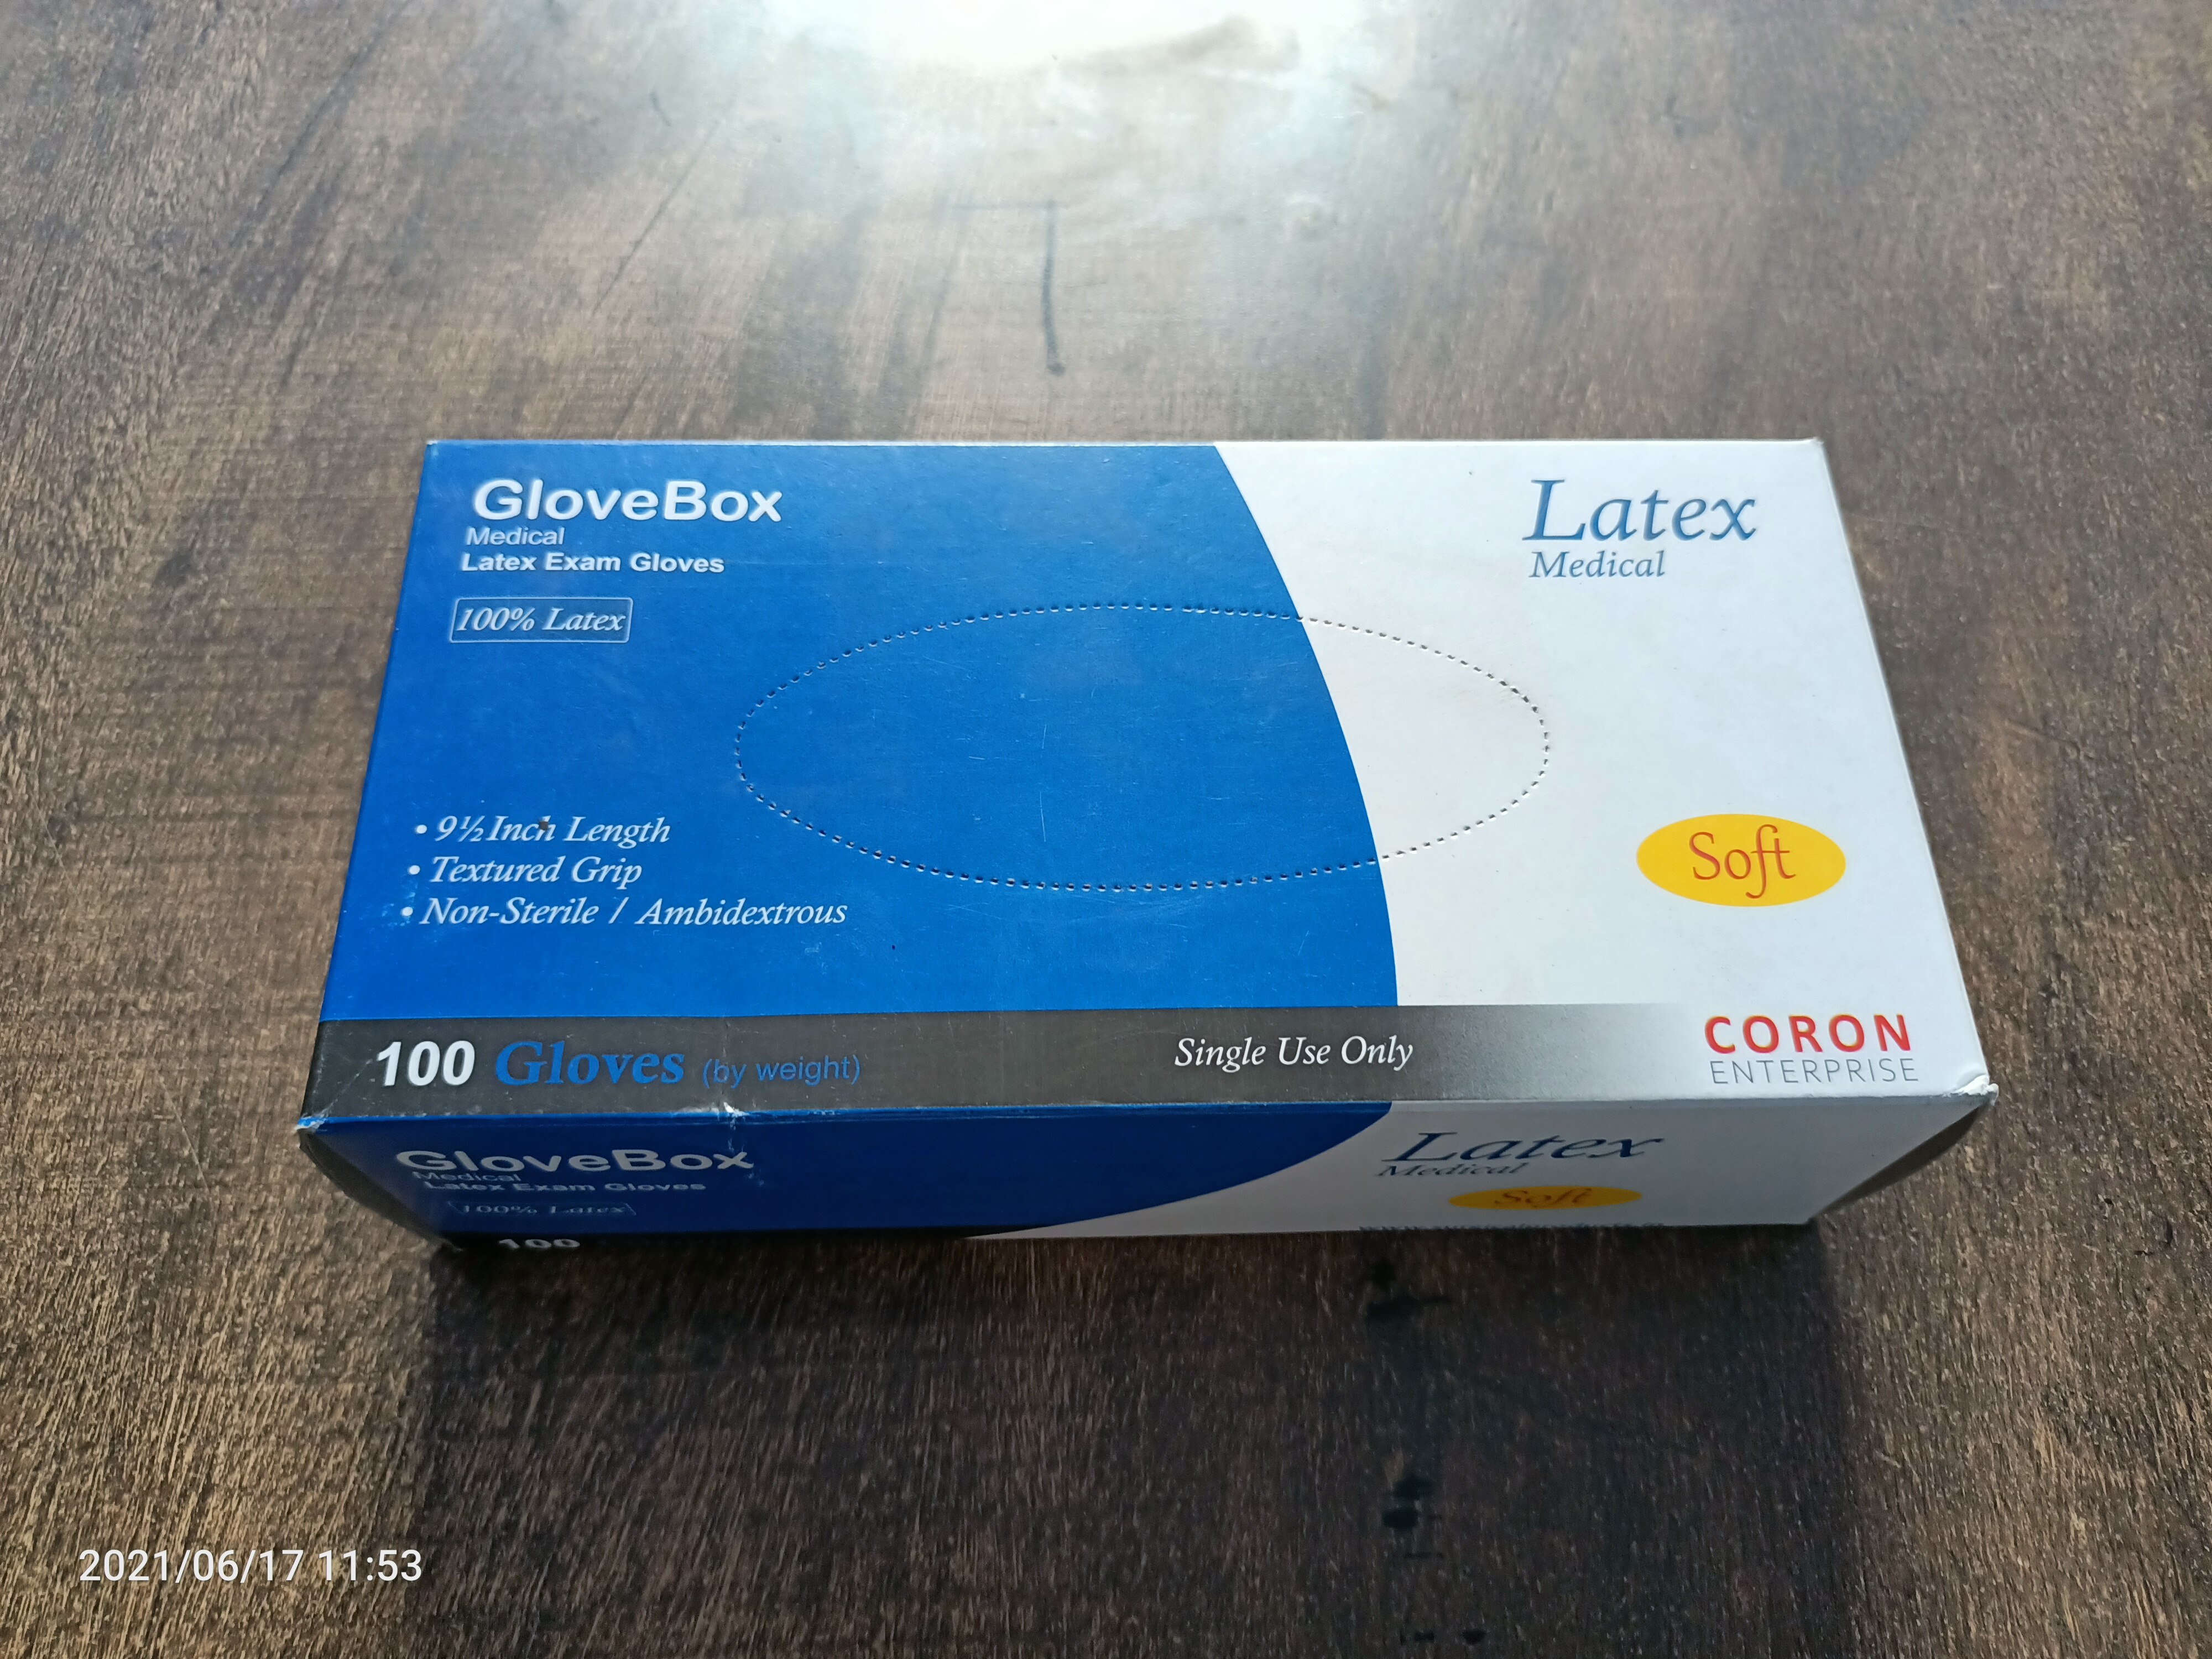 GloveBox
Medical
Latex Exam Gloves
100% Latex
Latex
Medical
• 9½ Inch Length
• Textured Grip
• Non-Sterile / Ambidextrous
Soft
100 Gloves (by weight)
Single Use Only
CORON
ENTERPRISE
GloveBox
Medical
Latex Exam Gloves
100% Latex
100
Latex
Medical
Soft
2021/06/17 11:53